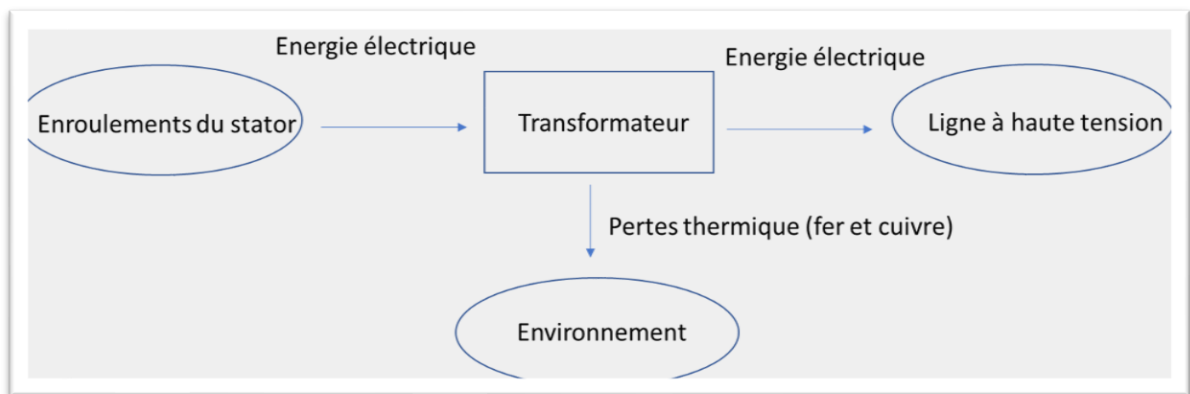 Energie électrique
Energie électrique
Enroulements du stator
Transformateur
Ligne à haute tension
Pertes thermique (fer et cuivre)
Environnement